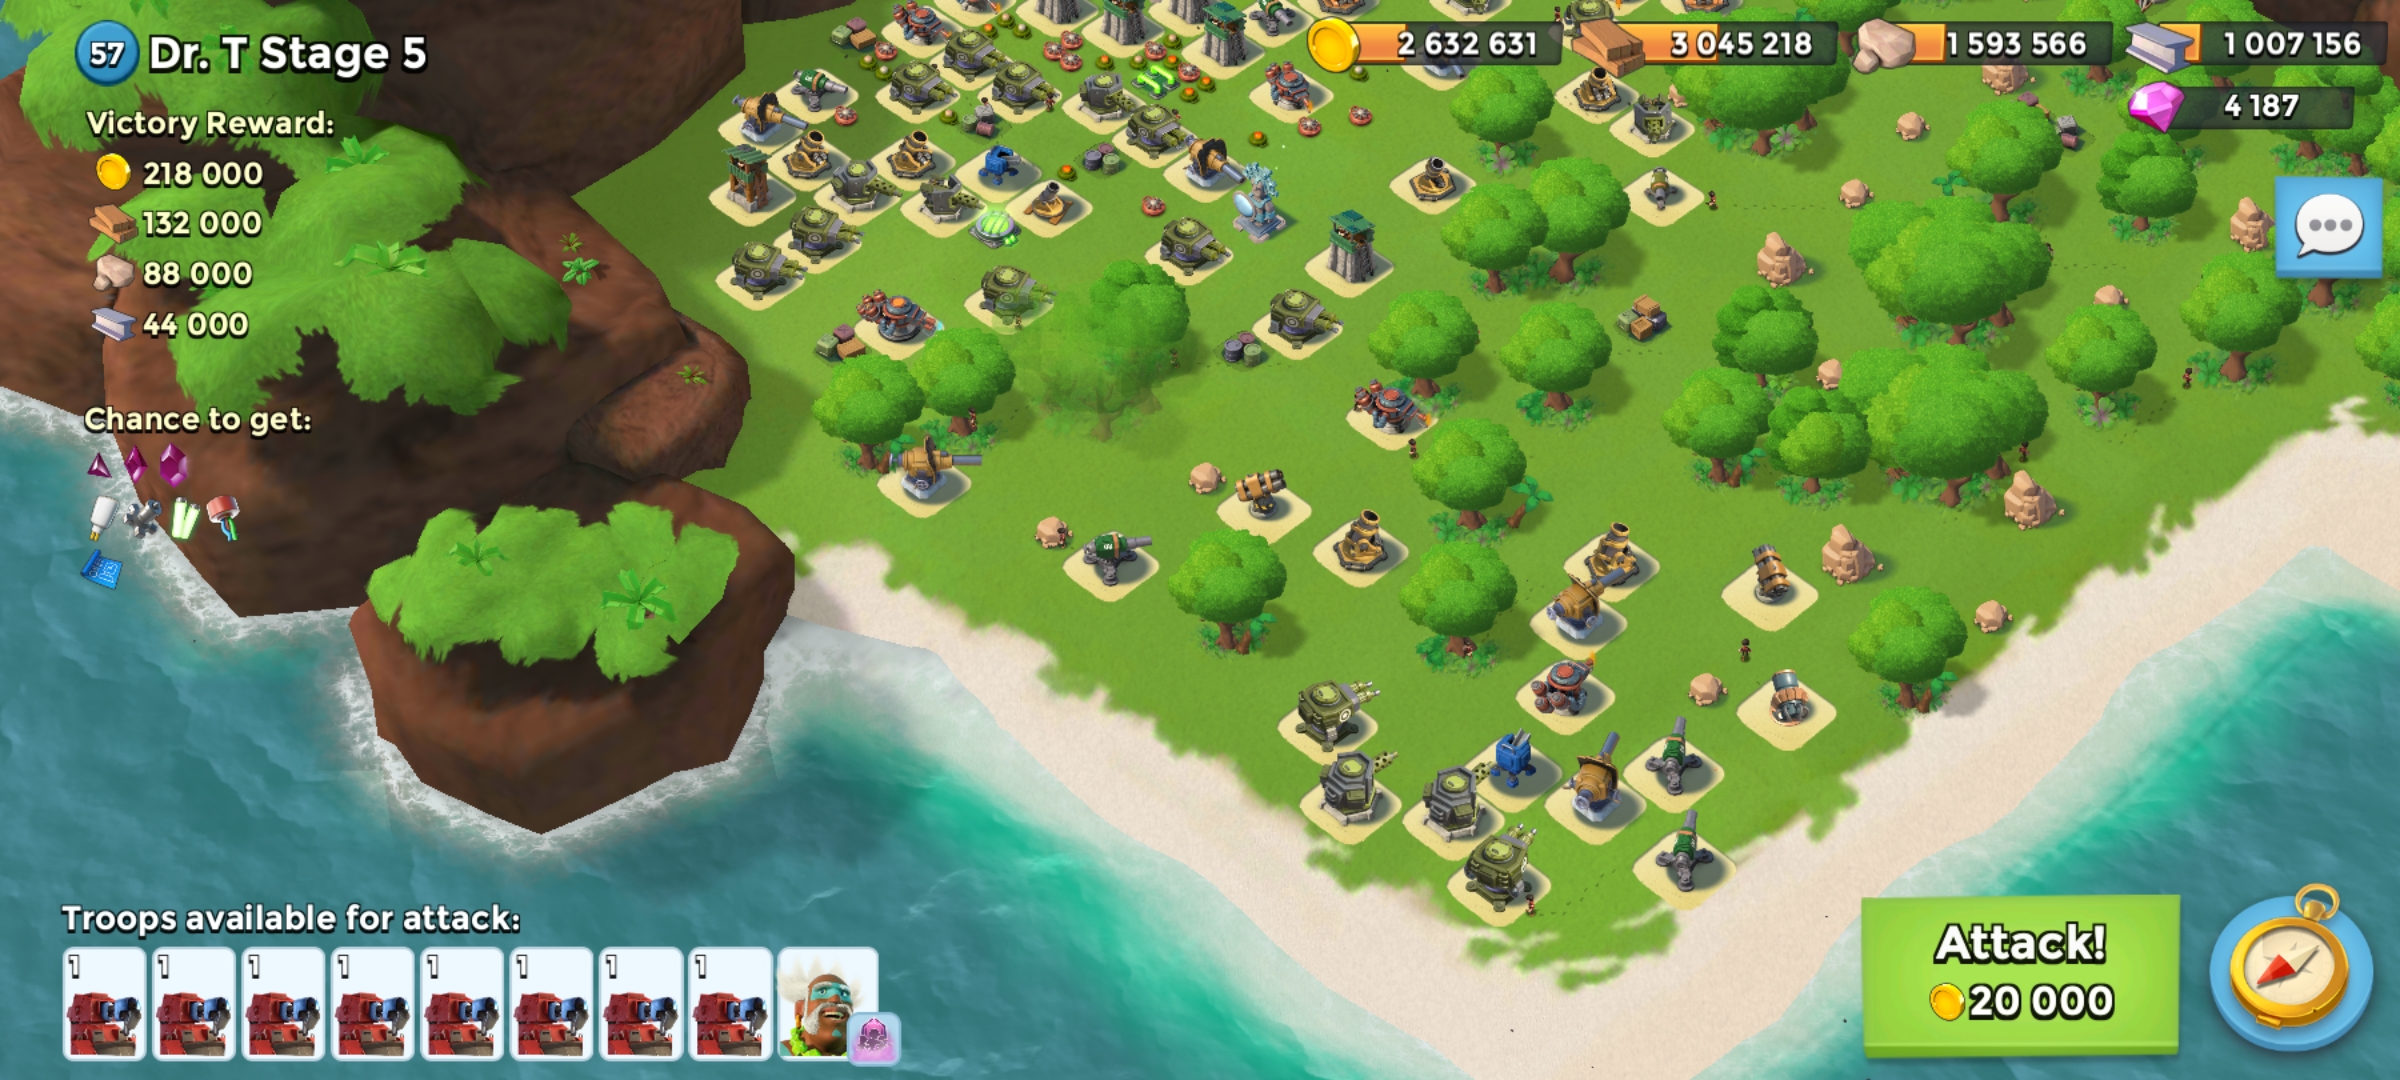 57 Dr. T Stage 5
2 632 631
3 045 218
1 593 566
1 007 156
4 187
Victory Reward:
218 000
132 000
88 000
44 000
Chance to get:
Troops available for attack:
1 1 1 1 1 1 1 1
Attack!
20 000